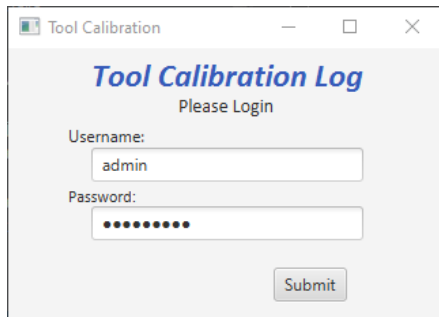 Tool Calibration
Tool Calibration Log
Please Login
Username:
admin
Password:
•••••••••
Submit